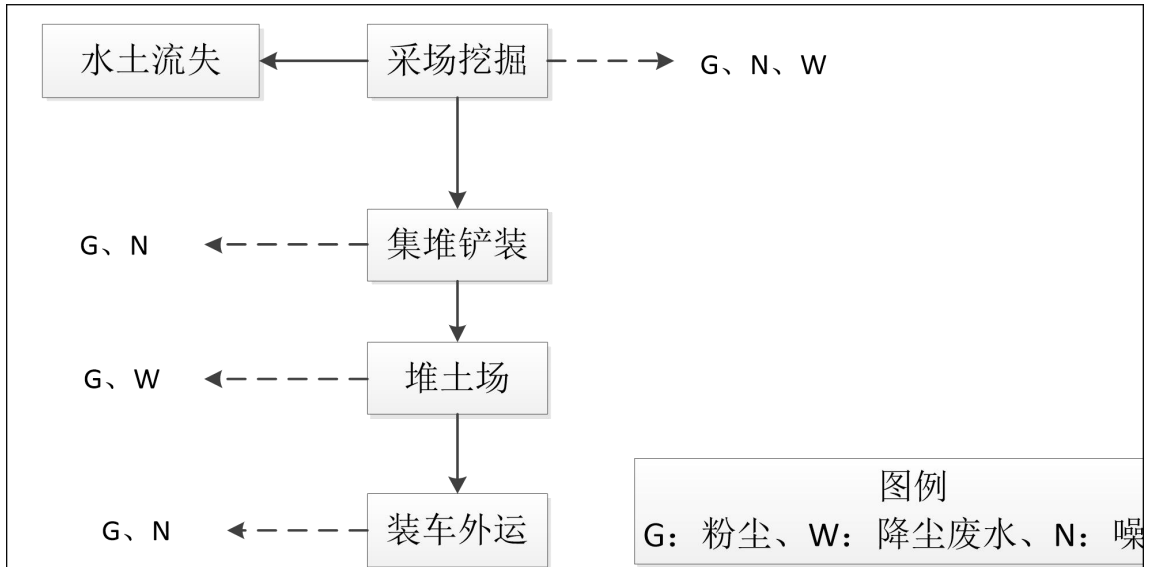 水土流失
采场挖掘
G、N、W
G、N
集堆铲装
G、W
堆土场
G、N
装车外运
图例
G：粉尘、W：降尘废水、N：噪